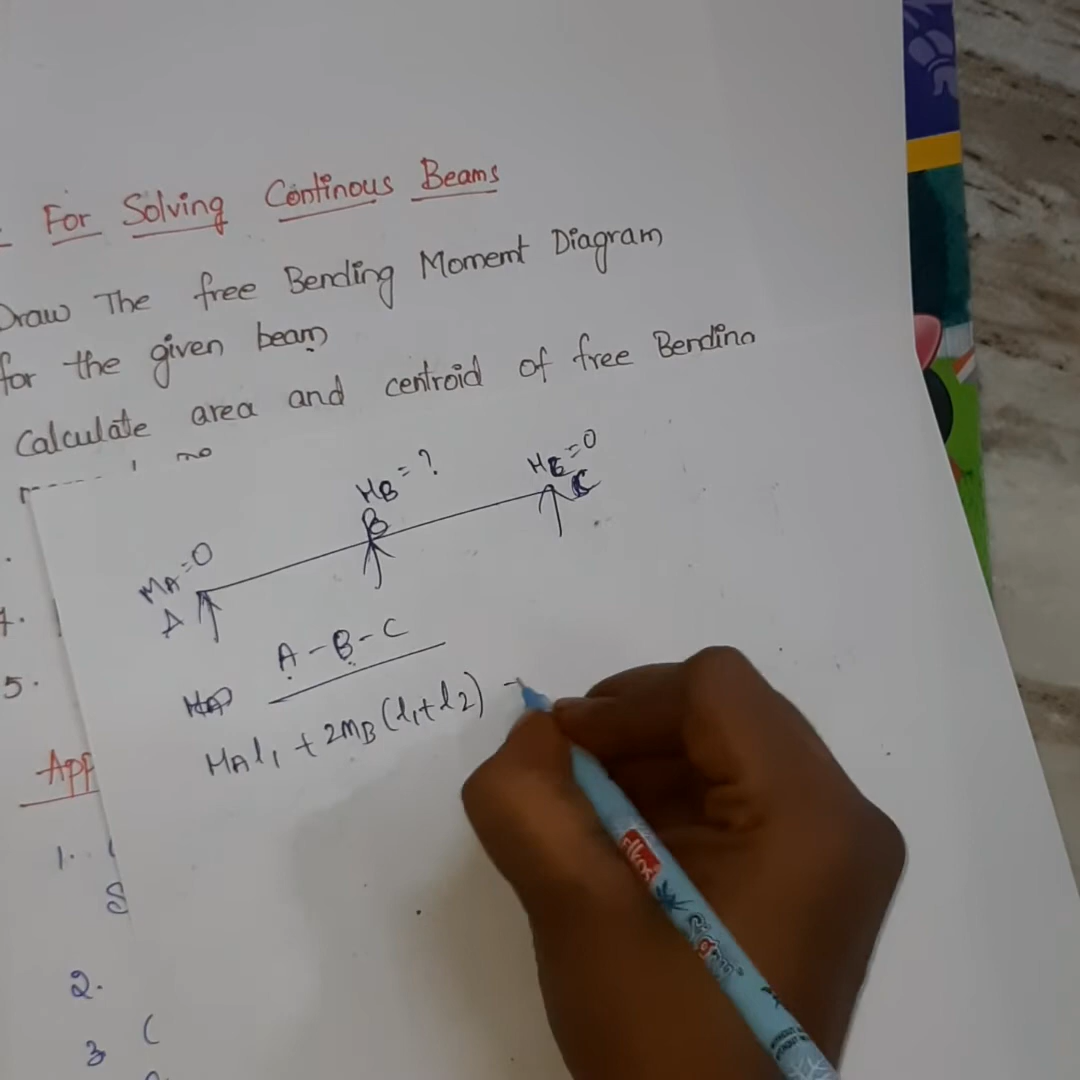 For Solving Continous Beams
Draw The free Bending Moment Diagram
for the given beam
Calculate area and centroid of free Bending
MB = ?
MC = 0
B
C
MA = 0
A
4.
A - B - C
5.
MAl1 + 2MB(l1+l2)
App
1.
S
2.
3